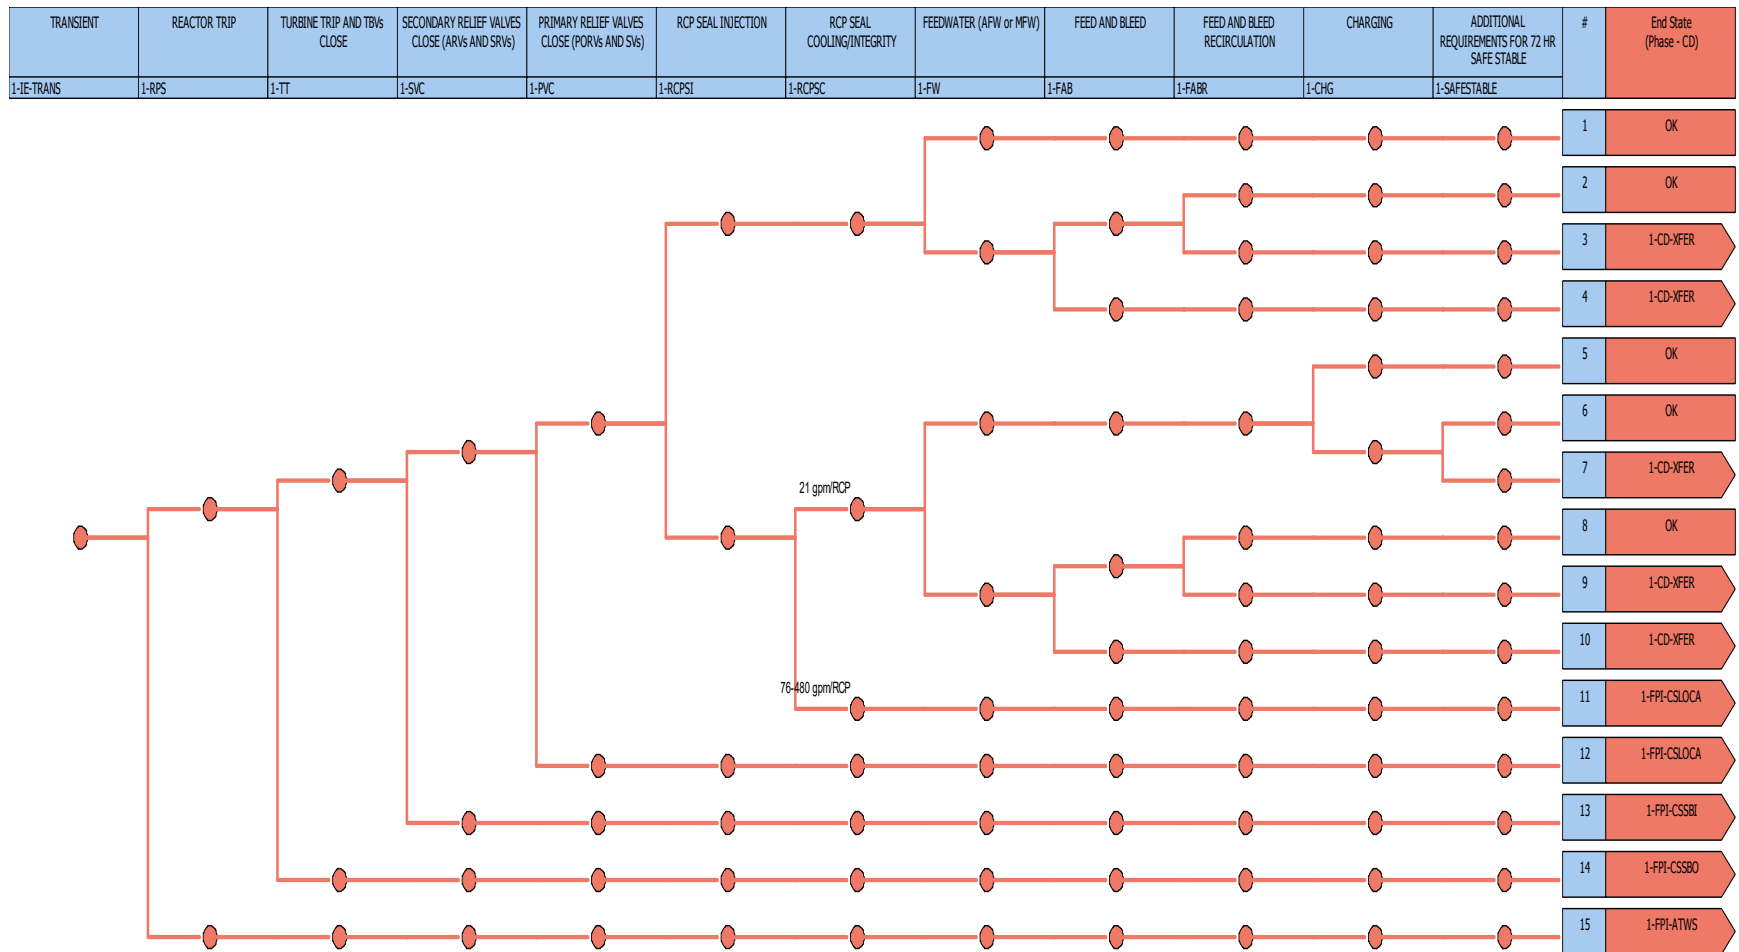 TRANSIENT
REACTOR TRIP
TURBINE TRIP AND TBVs
CLOSE
SECONDARY RELIEF VALVES
CLOSE (ARVs AND SRVs)
PRIMARY RELIEF VALVES
CLOSE (PORVs AND SVs)
RCP SEAL INJECTION
RCP SEAL
COOLING/INTEGRITY
FEEDWATER (AFW or MFW)
FEED AND BLEED
FEED AND BLEED
RECIRCULATION
CHARGING
ADDITIONAL
REQUIREMENTS FOR 72 HR
SAFE STABLE
#
End State
(Phase - CD)
1-IE-TRANS
1-RPS
1-TT
1-SVC
1-PVC
1-RCPSI
1-RCPSC
1-FW
1-FAB
1-FABR
1-CHG
1-SAFESTABLE
1
OK
2
OK
3
1-CD-XFER
4
1-CD-XFER
5
OK
6
OK
7
1-CD-XFER
21 gpm/RCP
8
OK
9
1-CD-XFER
10
1-CD-XFER
76-480 gpm/RCP
11
1-FPI-CSLOCA
12
1-FPI-CSLOCA
13
1-FPI-CSSBI
14
1-FPI-CSSBO
15
1-FPI-ATWS